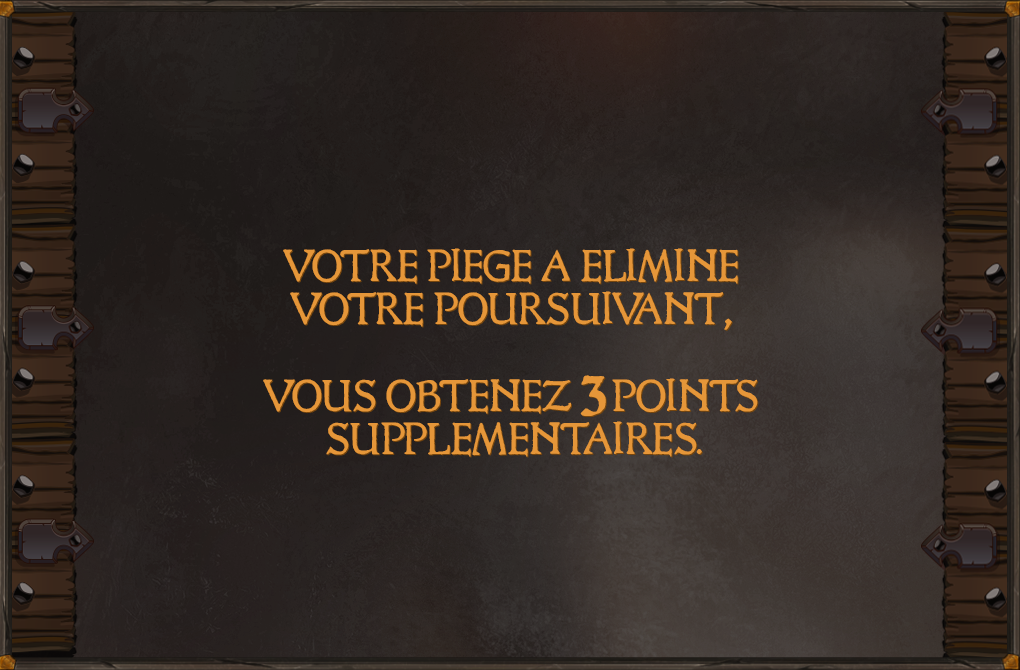 VOTRE PIEGE A ELIMINE
VOTRE POURSUIVANT,
VOUS OBTENEZ 3 POINTS
SUPPLEMENTAIRES.